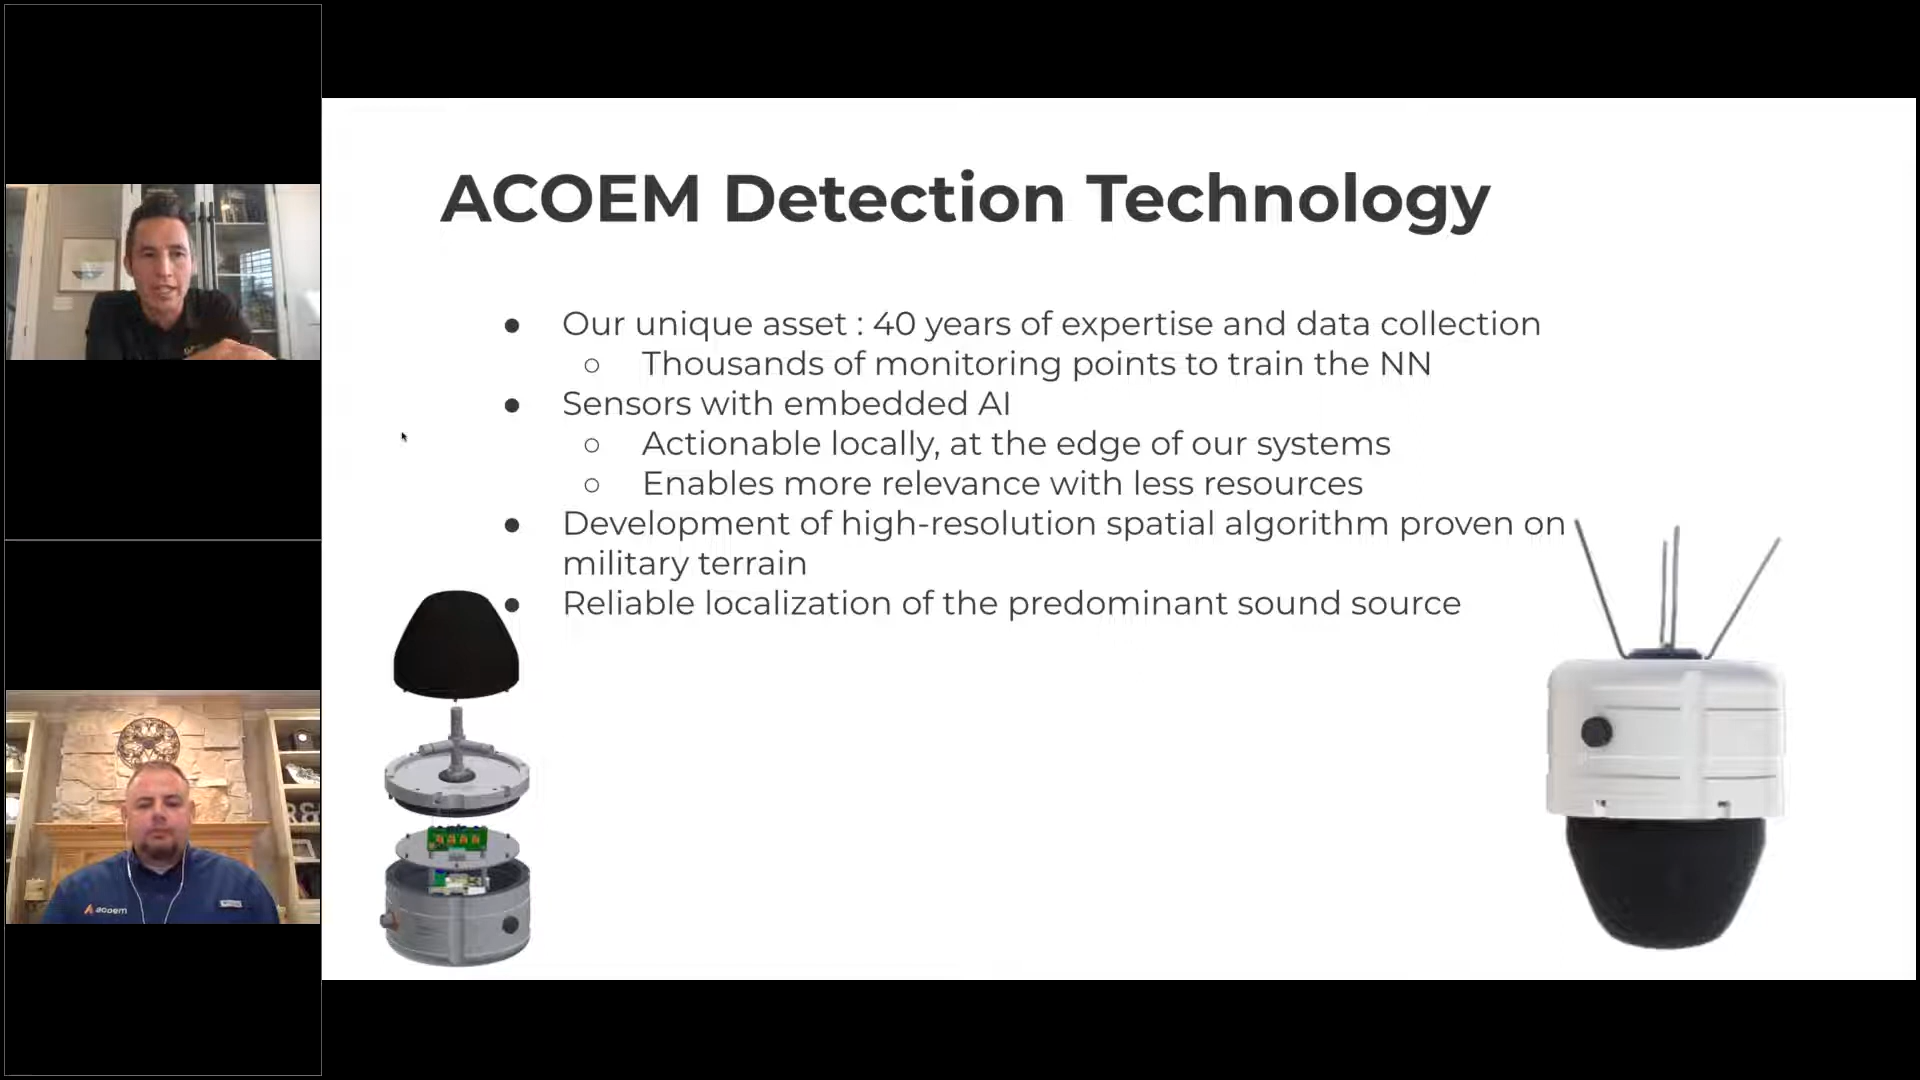 ACOEM Detection Technology
● Our unique asset : 40 years of expertise and data collection
○ Thousands of monitoring points to train the NN
● Sensors with embedded AI
○ Actionable locally, at the edge of our systems
○ Enables more relevance with less resources
● Development of high-resolution spatial algorithm proven on
military terrain
● Reliable localization of the predominant sound source
acoem